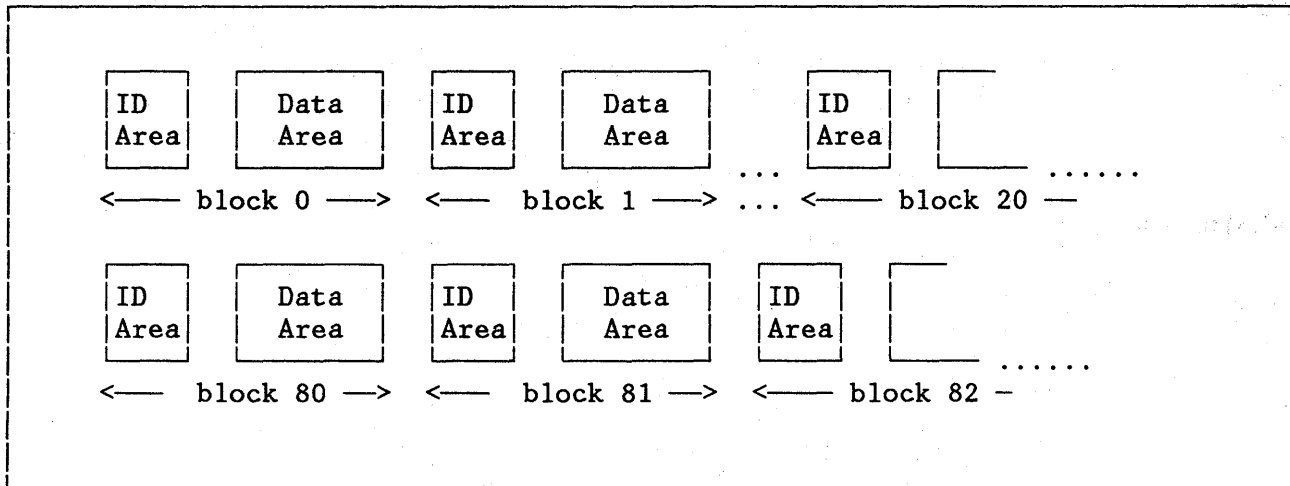 ID Data ID Data ID
Area Area Area Area Area
... ......
<—— block 0 ——> <—— block 1 ——> ... <—— block 20 —
ID Data ID Data ID
Area Area Area Area Area
......
<—— block 80 ——> <—— block 81 ——> <—— block 82 —